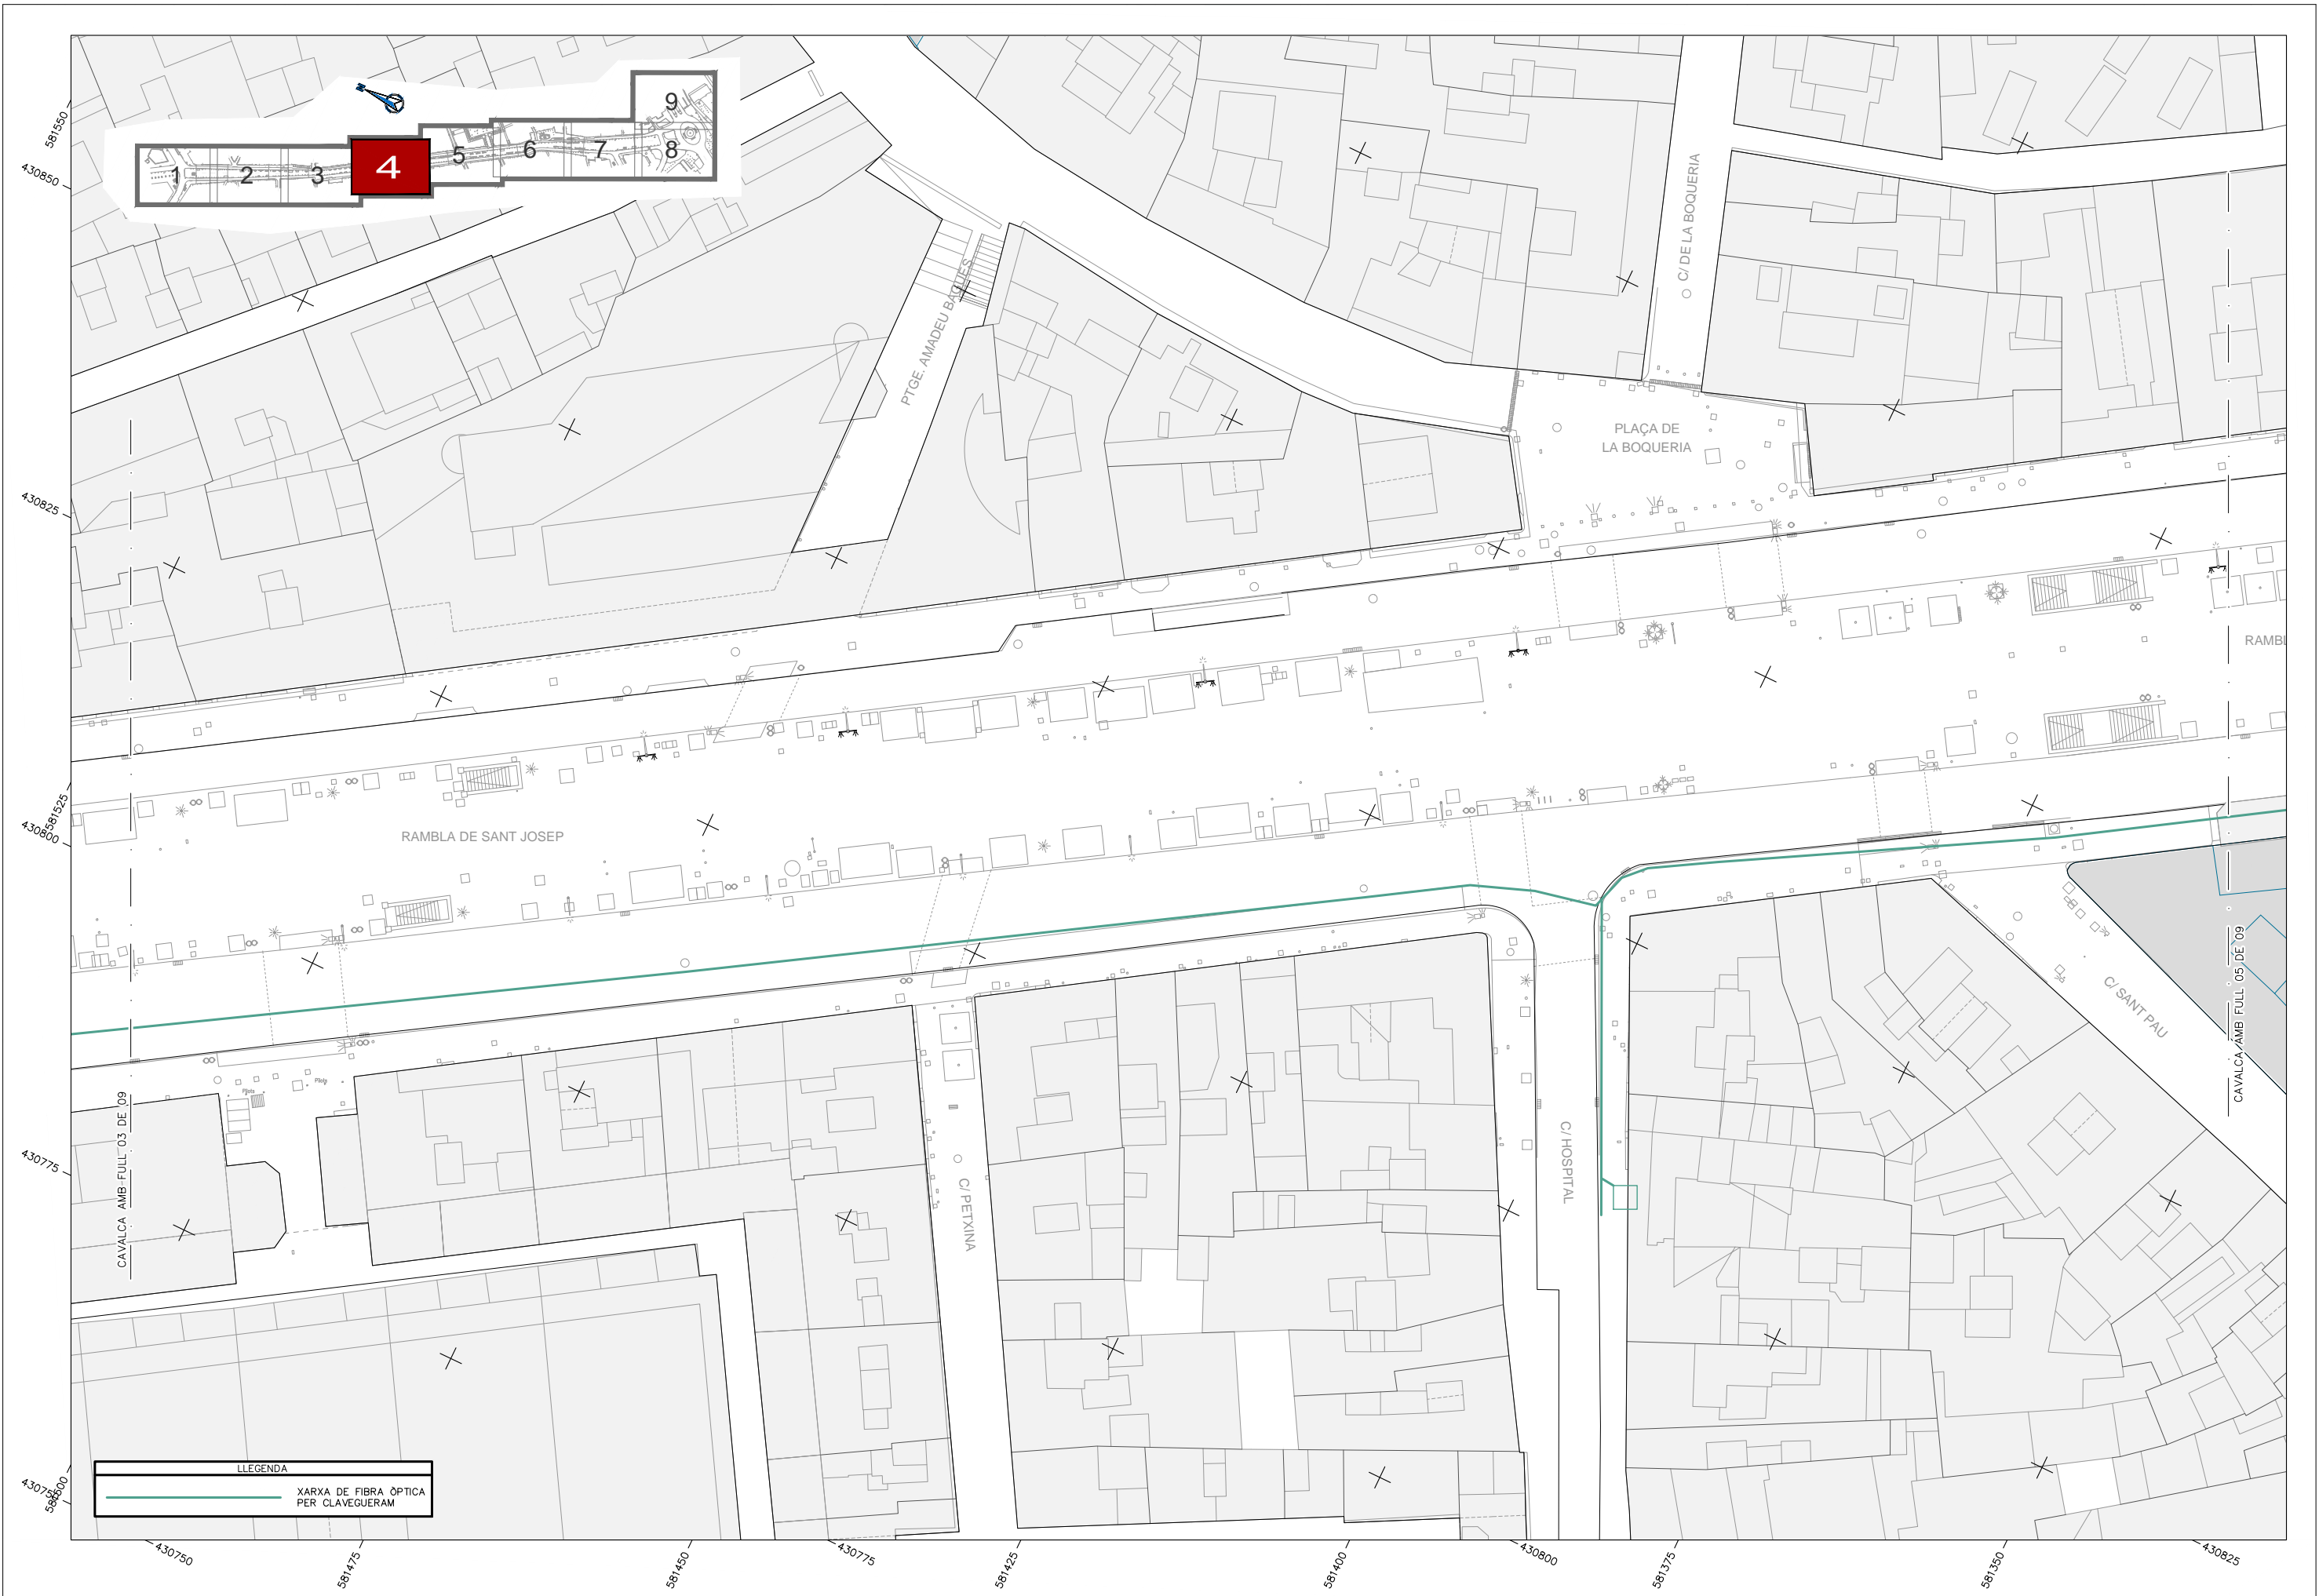 581550
430850
430825
581525
430800
430775
430750
581500
1
2
3
4
5
6
7
8
9
C/ DE LA BOQUERIA
PTGE. AMADEU BAGUES
PLAÇA DE
LA BOQUERIA
RAMBL
RAMBLA DE SANT JOSEP
C/ SANT PAU
C/ HOSPITAL
C/ PETXINA
CAVALCA AMB FULL 03 DE 09
CAVALCA AMB FULL 05 DE 09
LLEGENDA
XARXA DE FIBRA ÒPTICA
PER CLAVEGUERAM
430750
581475
581450
430775
581425
581400
430800
581375
581350
430825